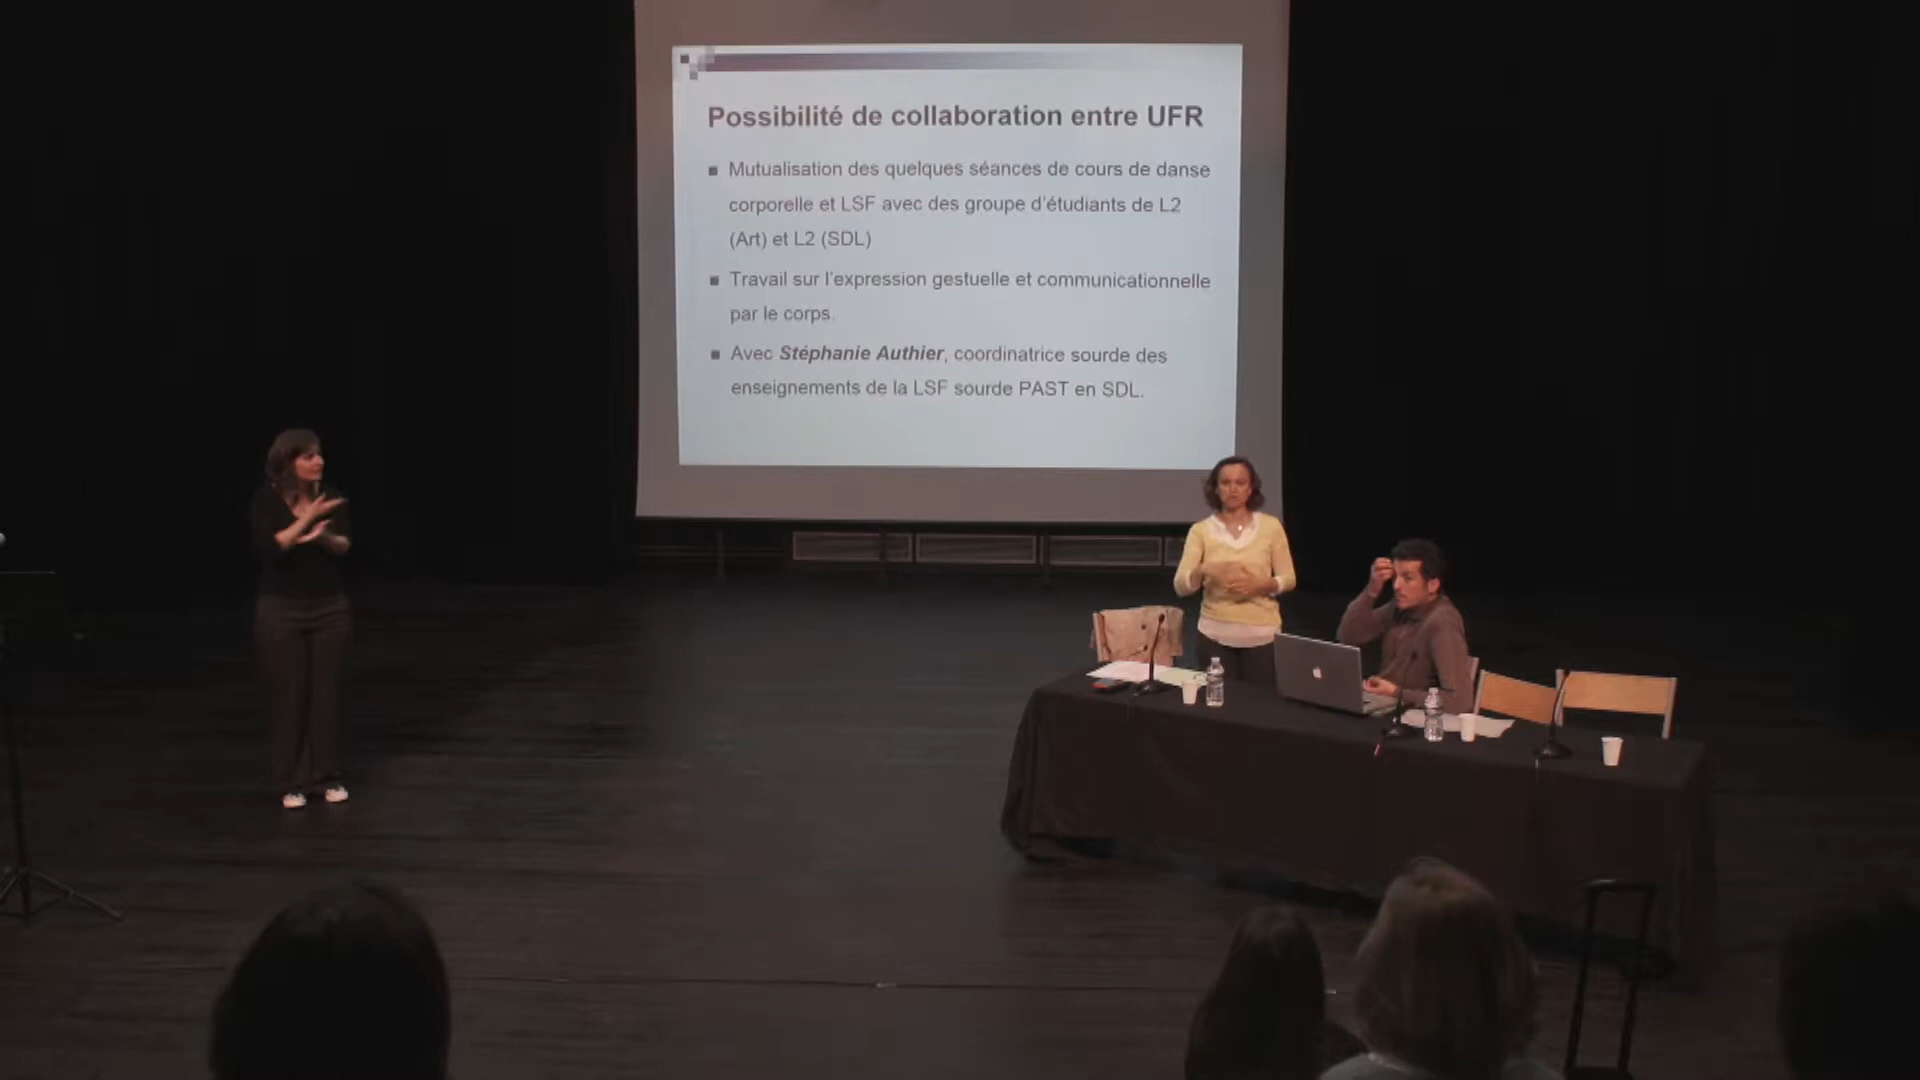 Possibilité de collaboration entre UFR
Mutualisation des quelques séances de cours de danse
corporelle et LSF avec des groupe d'étudiants de L2
(Art) et L2 (SDL)
Travail sur l'expression gestuelle et communicationnelle
par le corps.
Avec Stéphanie Authier, coordinatrice sourde des
enseignements de la LSF sourde PAST en SDL.